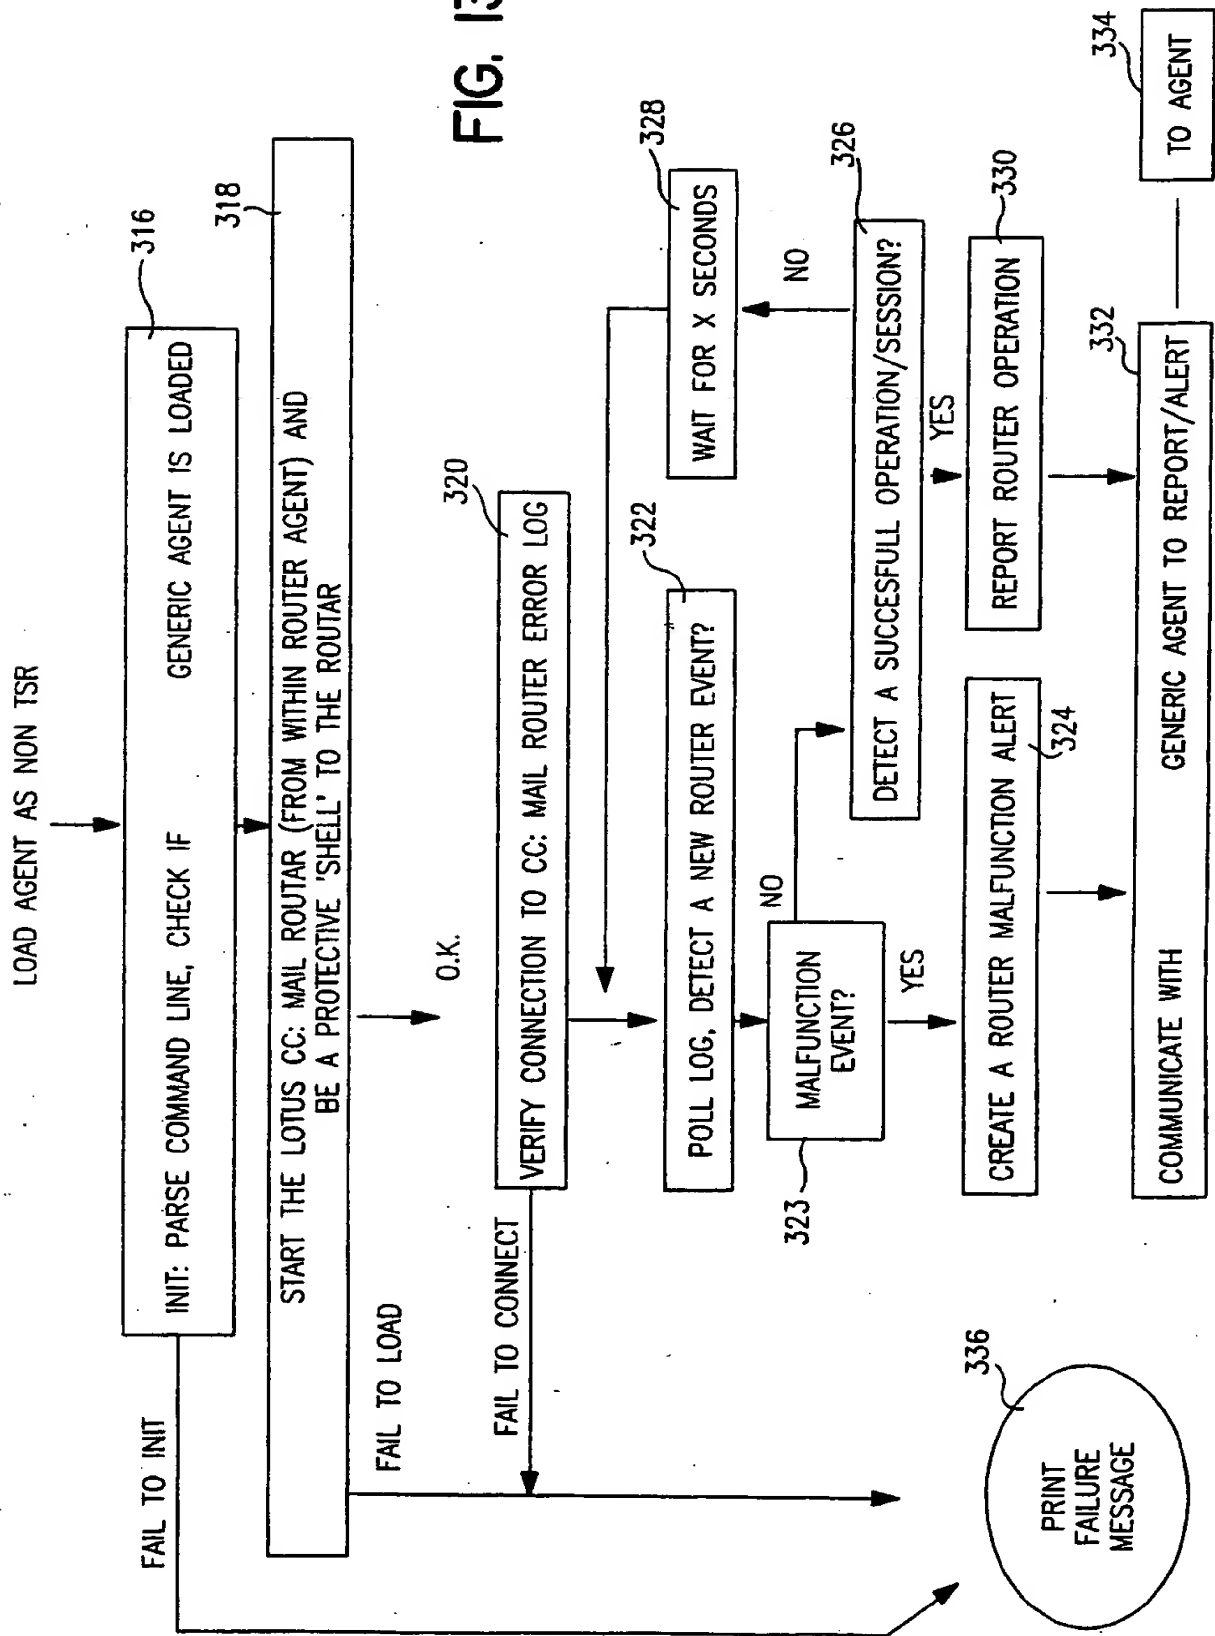 LOAD AGENT AS NON TSR
316
INIT: PARSE COMMAND LINE, CHECK IF GENERIC AGENT IS LOADED
FAIL TO INIT
318
START THE LOTUS CC: MAIL ROUTAR (FROM WITHIN ROUTER AGENT) AND
BE A PROTECTIVE 'SHELL' TO THE ROUTAR
FAIL TO LOAD
O.K.
FIG. 13
320
VERIFY CONNECTION TO CC: MAIL ROUTER ERROR LOG
FAIL TO CONNECT
322
POLL LOG, DETECT A NEW ROUTER EVENT?
328
WAIT FOR X SECONDS
323
MALFUNCTION
EVENT?
NO
YES
NO
326
DETECT A SUCCESFULL OPERATION/SESSION?
YES
CREATE A ROUTER MALFUNCTION ALERT
324
REPORT ROUTER OPERATION
330
COMMUNICATE WITH GENERIC AGENT TO REPORT/ALERT
332
TO AGENT
334
336
PRINT
FAILURE
MESSAGE